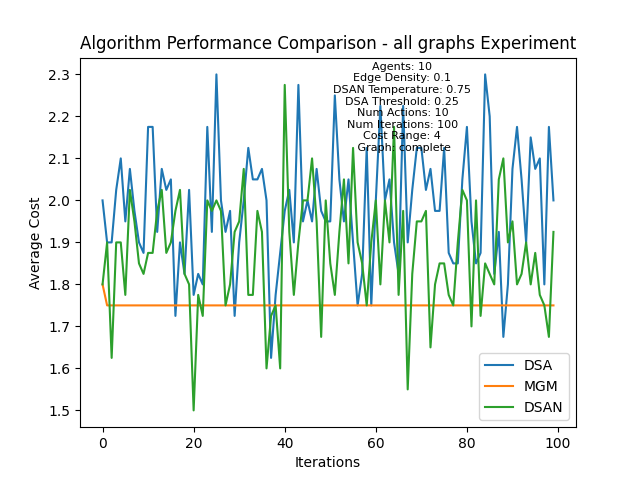 Algorithm Performance Comparison - all graphs Experiment
Agents: 10
Edge Density: 0.1
DSAN Temperature: 0.75
DSA Threshold: 0.25
Num Actions: 10
Num Iterations: 100
Cost Range: 4
Graph: complete
Average Cost
2.3
2.2
2.1
2.0
1.9
1.8
1.7
1.6
1.5
DSA
MGM
DSAN
0 20 40 60 80 100
Iterations